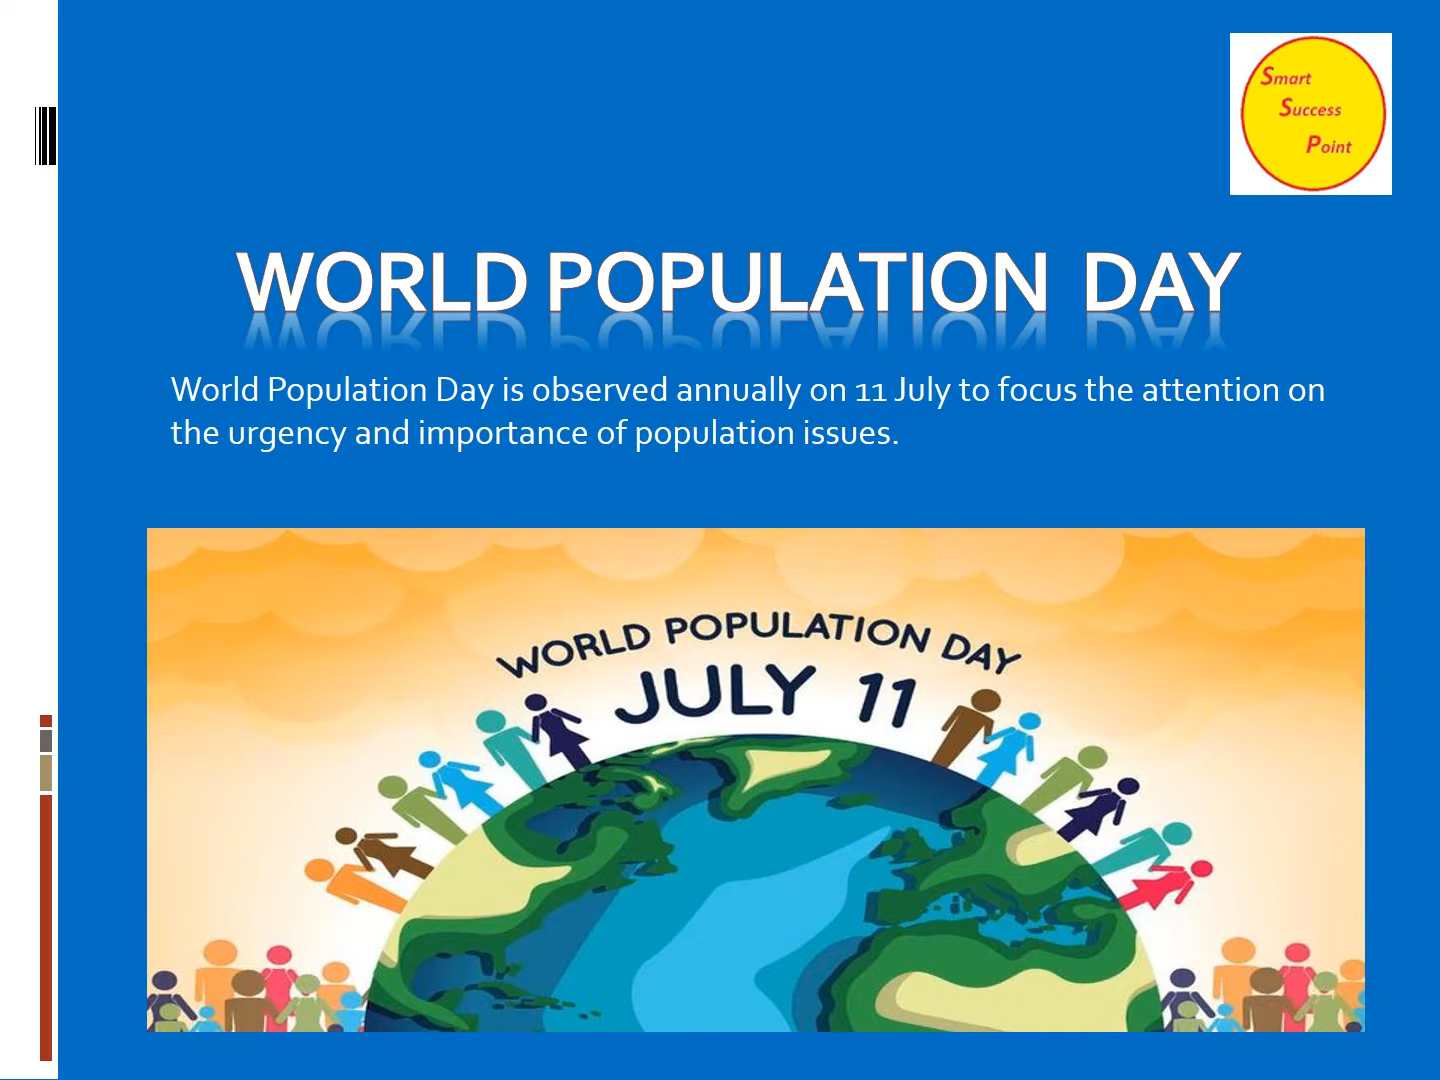 Smart
Success
Point
WORLD POPULATION DAY
World Population Day is observed annually on 11 July to focus the attention on
the urgency and importance of population issues.
WORLD POPULATION DAY
JULY 11